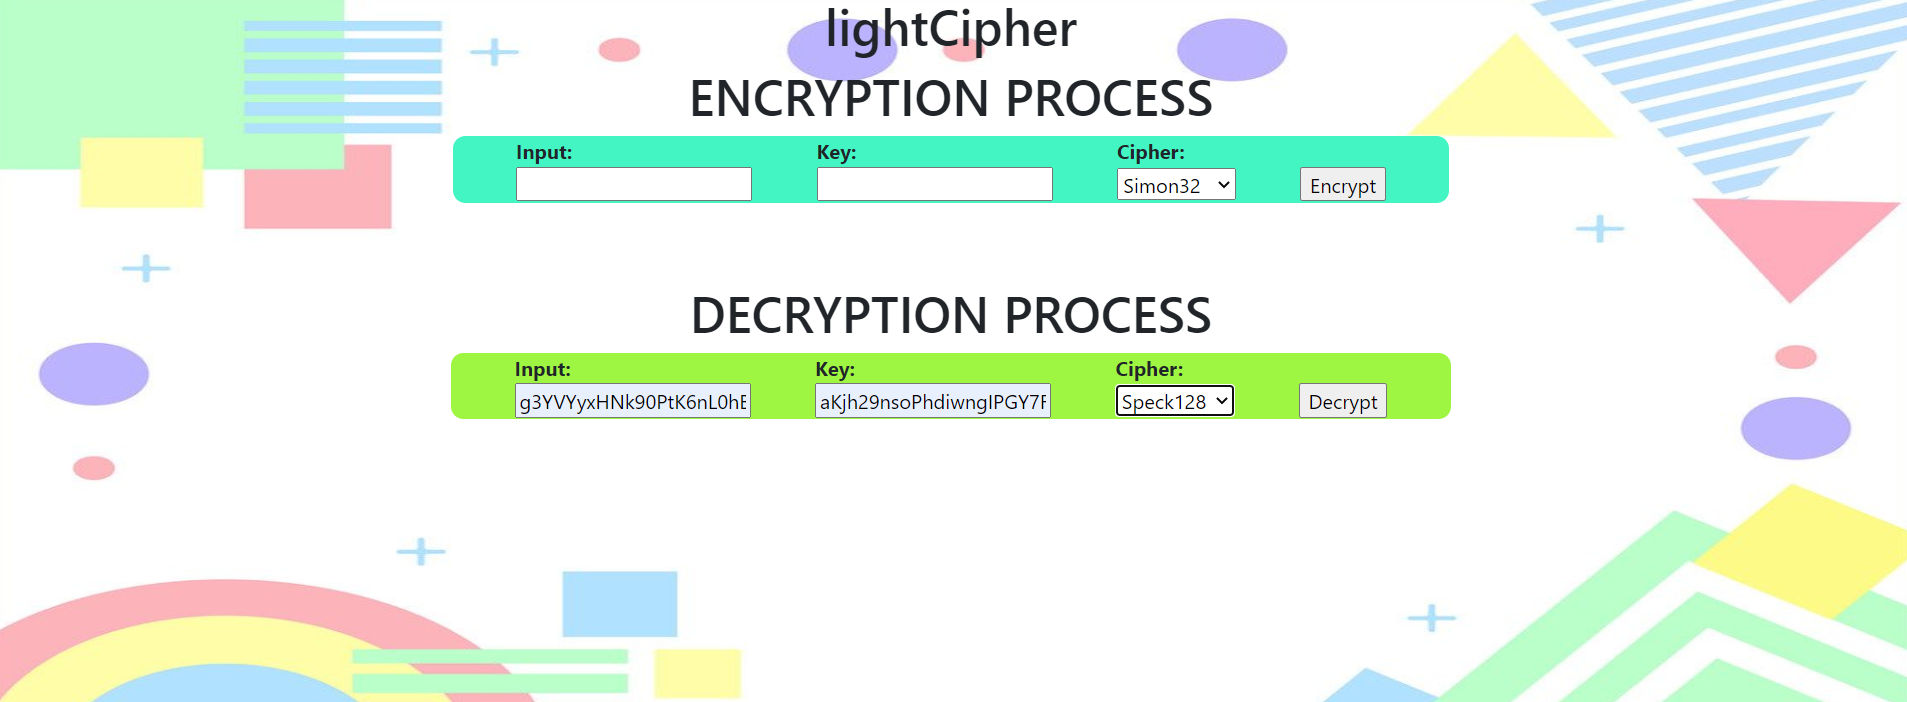 lightCipher
ENCRYPTION PROCESS
Input: Key: Cipher:
Simon32 Encrypt
DECRYPTION PROCESS
Input: Key: Cipher:
g3YVYyxHNk90PtK6nL0hE aKjh29nsoPhdiwngIPGY7F Speck128 Decrypt